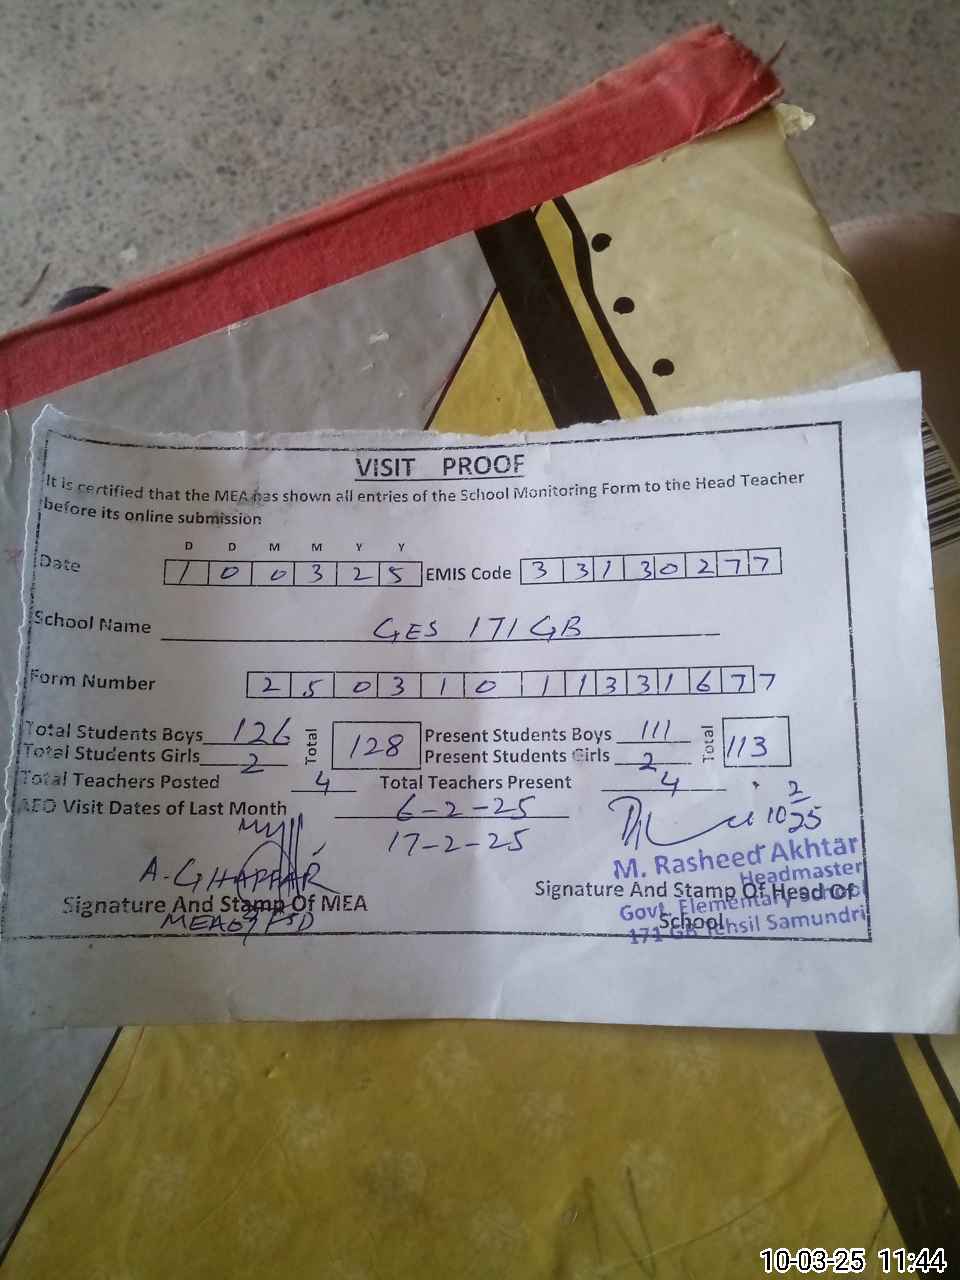 VISIT PROOF
It is certified that the MEA has shown all entries of the School Monitoring Form to the Head Teacher
before its online submission
D D M M Y Y
Date 1 0 0 3 2 5 EMIS Code 3 3 1 3 0 2 7 7
School Name GES 171 GB
Form Number 2 5 0 3 1 0 1 1 3 3 1 6 7 7
Total Students Boys 126 Total 128 Present Students Boys 111 Total 113
Total Students Girls 2 Present Students Girls 2
Total Teachers Posted 4 Total Teachers Present 4
AEO Visit Dates of Last Month 6-2-25
17-2-25
A. GHAFFAR
M. Rasheed Akhtar
Headmaster
Signature And Stamp Of MEA Signature And Stamp Of Head Of
Govt. Elementary School
School
171 GB Tehsil Samundri
10-03-25 11:44